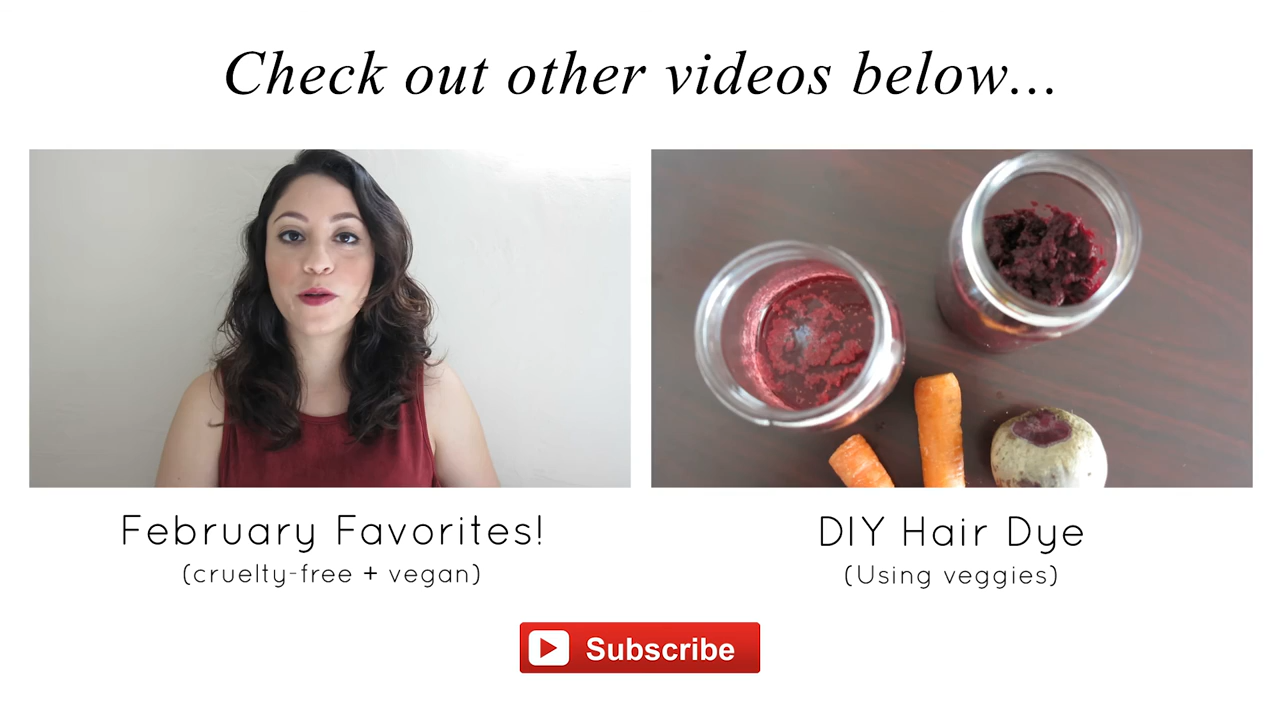 Check out other videos below...
February Favorites!
(cruelty-free + vegan)
DIY Hair Dye
(Using veggies)
Subscribe